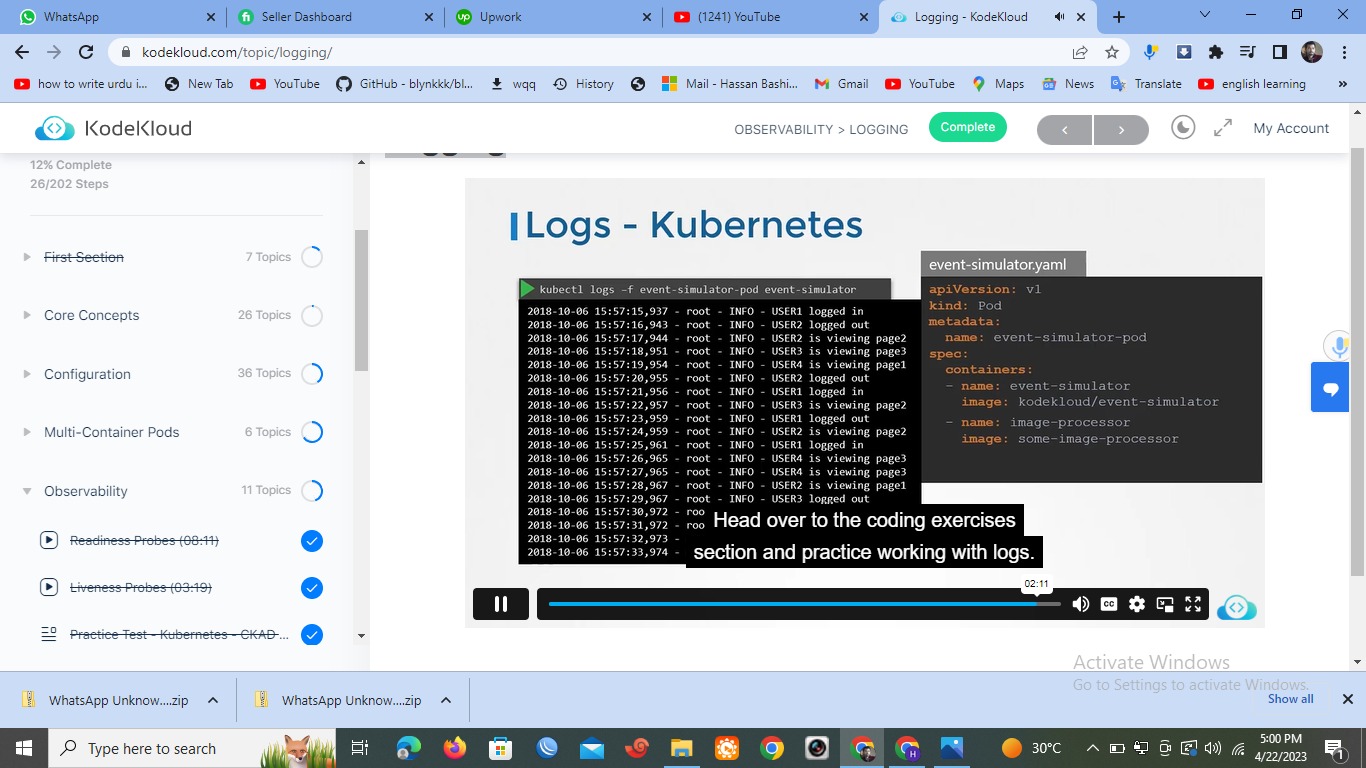 WhatsApp
Seller Dashboard
Upwork
(1241) YouTube
Logging - KodeKloud
kodekloud.com/topic/logging/
how to write urdu i...
New Tab
YouTube
GitHub - blynkkk/bl...
wqq
History
Mail - Hassan Bashi...
Gmail
YouTube
Maps
News
Translate
english learning
KodeKloud
OBSERVABILITY > LOGGING
Complete
My Account
12% Complete
26/202 Steps
First Section 7 Topics
Core Concepts 26 Topics
Configuration 36 Topics
Multi-Container Pods 6 Topics
Observability 11 Topics
Readiness Probes (08:11)
Liveness Probes (03:19)
Practice Test - Kubernetes - CKAD ...
Logs - Kubernetes
kubectl logs –f event-simulator-pod event-simulator
2018-10-06 15:57:15,937 - root - INFO - USER1 logged in
2018-10-06 15:57:16,943 - root - INFO - USER2 logged out
2018-10-06 15:57:17,944 - root - INFO - USER2 is viewing page2
2018-10-06 15:57:18,951 - root - INFO - USER3 is viewing page3
2018-10-06 15:57:19,954 - root - INFO - USER4 is viewing page1
2018-10-06 15:57:20,955 - root - INFO - USER2 logged out
2018-10-06 15:57:21,956 - root - INFO - USER1 logged in
2018-10-06 15:57:22,957 - root - INFO - USER3 is viewing page2
2018-10-06 15:57:23,959 - root - INFO - USER1 logged out
2018-10-06 15:57:24,959 - root - INFO - USER2 is viewing page2
2018-10-06 15:57:25,961 - root - INFO - USER1 logged in
2018-10-06 15:57:26,965 - root - INFO - USER4 is viewing page3
2018-10-06 15:57:27,965 - root - INFO - USER4 is viewing page3
2018-10-06 15:57:28,967 - root - INFO - USER2 is viewing page1
2018-10-06 15:57:29,967 - root - INFO - USER3 logged out
2018-10-06 15:57:30,972 - roo
2018-10-06 15:57:31,972 - roo
2018-10-06 15:57:32,973 -
2018-10-06 15:57:33,974 -
event-simulator.yaml
apiVersion: v1
kind: Pod
metadata:
name: event-simulator-pod
spec:
containers:
- name: event-simulator
image: kodekloud/event-simulator
- name: image-processor
image: some-image-processor
Head over to the coding exercises
section and practice working with logs.
02:11
CC
Activate Windows
Go to Settings to activate Windows.
WhatsApp Unknow....zip
WhatsApp Unknow....zip
Show all
Type here to search
30°C
5:00 PM
4/22/2023
1